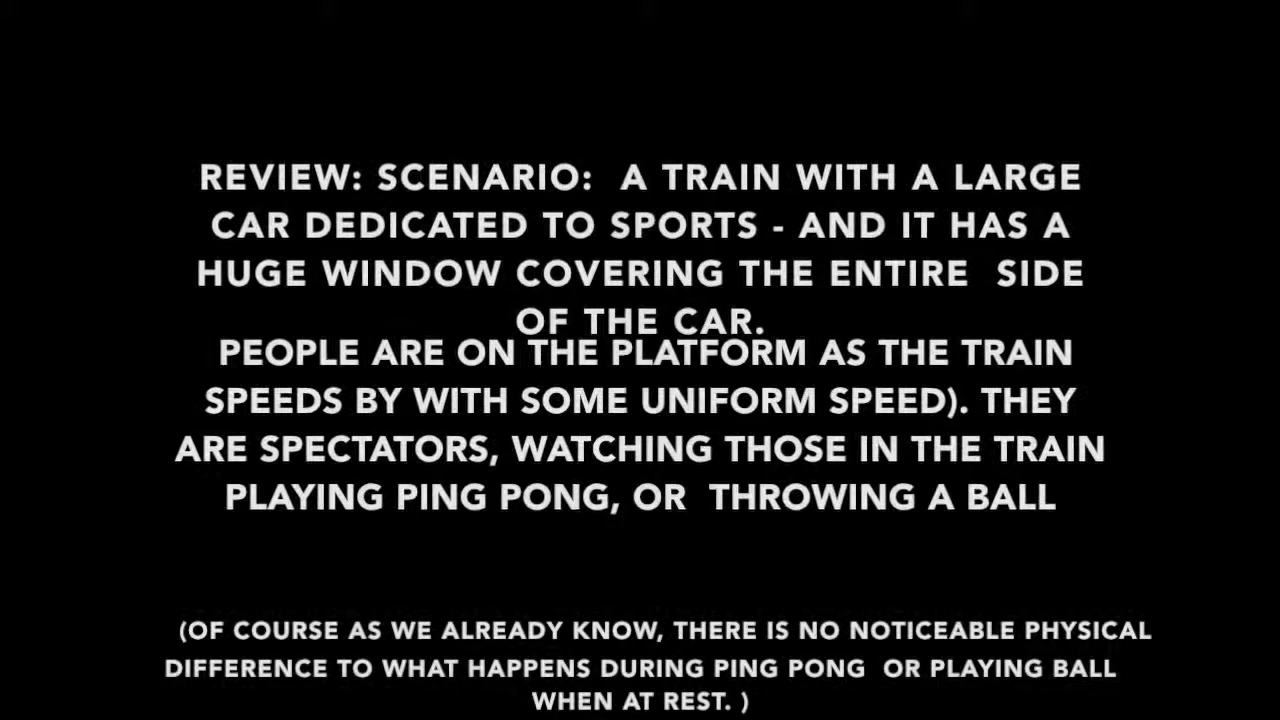 REVIEW: SCENARIO: A TRAIN WITH A LARGE
CAR DEDICATED TO SPORTS - AND IT HAS A
HUGE WINDOW COVERING THE ENTIRE SIDE
OF THE CAR.
PEOPLE ARE ON THE PLATFORM AS THE TRAIN
SPEEDS BY WITH SOME UNIFORM SPEED). THEY
ARE SPECTATORS, WATCHING THOSE IN THE TRAIN
PLAYING PING PONG, OR THROWING A BALL
(OF COURSE AS WE ALREADY KNOW, THERE IS NO NOTICEABLE PHYSICAL
DIFFERENCE TO WHAT HAPPENS DURING PING PONG OR PLAYING BALL
WHEN AT REST. )